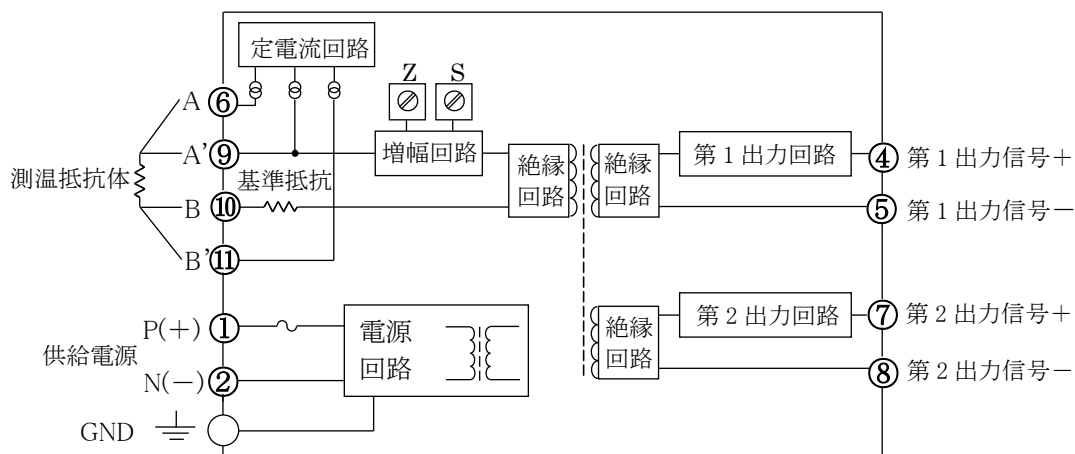 定電流回路
Z S
A ⑥
A' ⑨
増幅回路
絶縁回路
絶縁回路
第1出力回路
④ 第1出力信号+
測温抵抗体
基準抵抗
B ⑩
⑤ 第1出力信号-
B' ⑪
P(+) ①
電源回路
絶縁回路
第2出力回路
⑦ 第2出力信号+
供給電源
N(-) ②
⑧ 第2出力信号-
GND